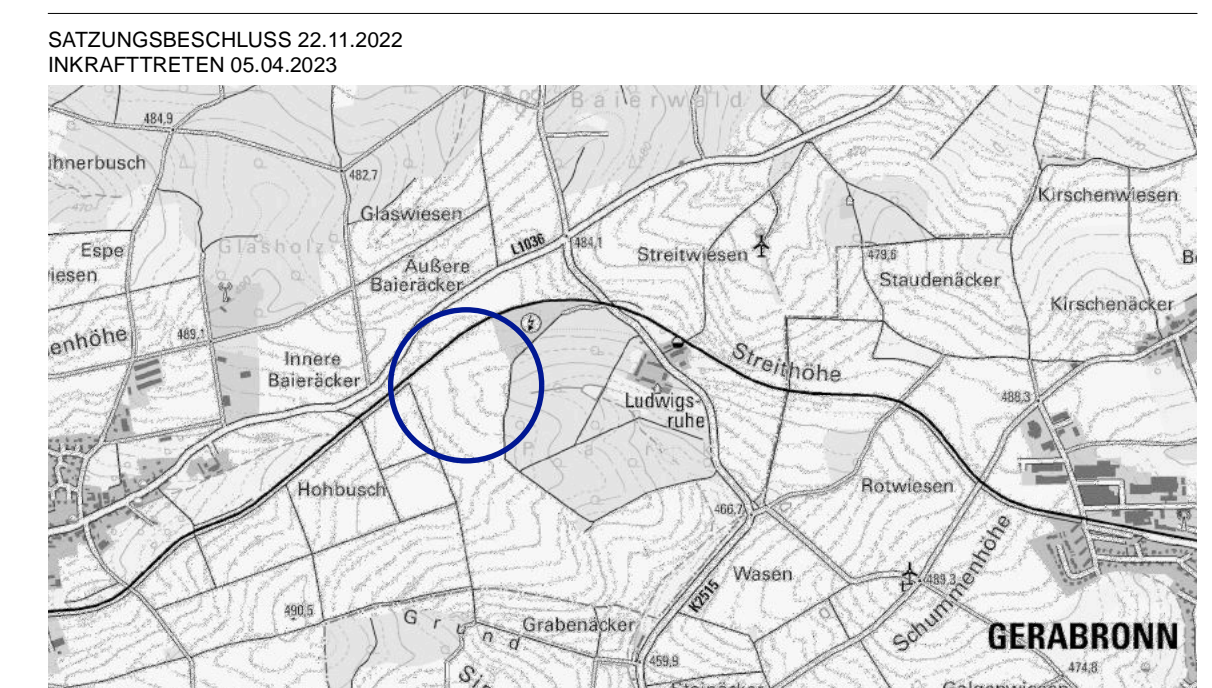 SATZUNGSBESCHLUSS 22.11.2022
INKRAFTTRETEN 05.04.2023
Baierwald
484,9
hnerbusch
482,7
Kirschenwiesen
Glaswiesen
Espe
Glasholz
L1036
484,1
Streitwiesen
479,6
iesen
Äußere
Baieräcker
Staudenäcker
Kirschenäcker
enhöhe
489,1
Innere
Baieräcker
Streithöhe
Ludwigs-
ruhe
488,3
Park
Hohbusch
Rotwiesen
466,7
Wasen
489,3
K2515
Schummenhöhe
490,5
Grund
Grabenäcker
GERABRONN
459,9
474,8